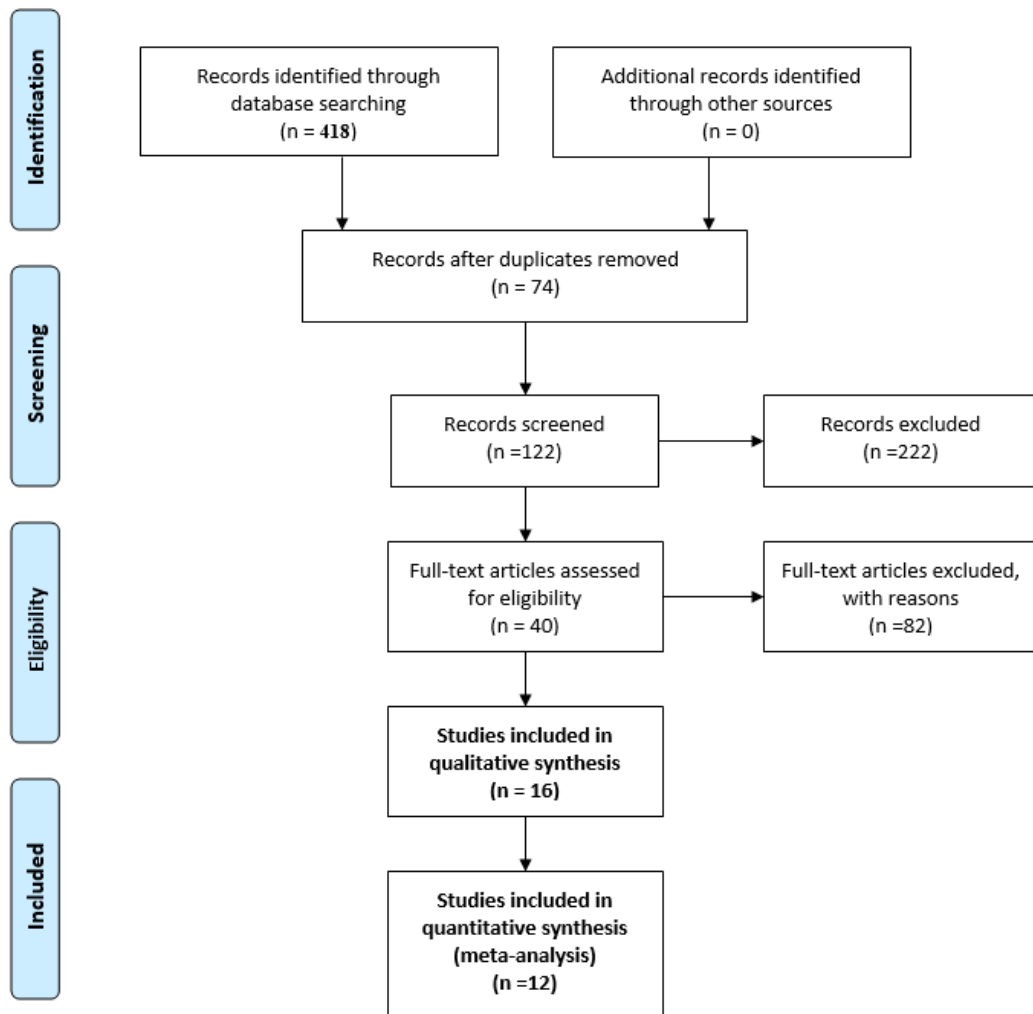 Identification
Records identified through
database searching
(n = 418)
Additional records identified
through other sources
(n = 0)
Records after duplicates removed
(n = 74)
Screening
Records screened
(n =122)
Records excluded
(n =222)
Eligibility
Full-text articles assessed
for eligibility
(n = 40)
Full-text articles excluded,
with reasons
(n =82)
Studies included in
qualitative synthesis
(n = 16)
Included
Studies included in
quantitative synthesis
(meta-analysis)
(n =12)